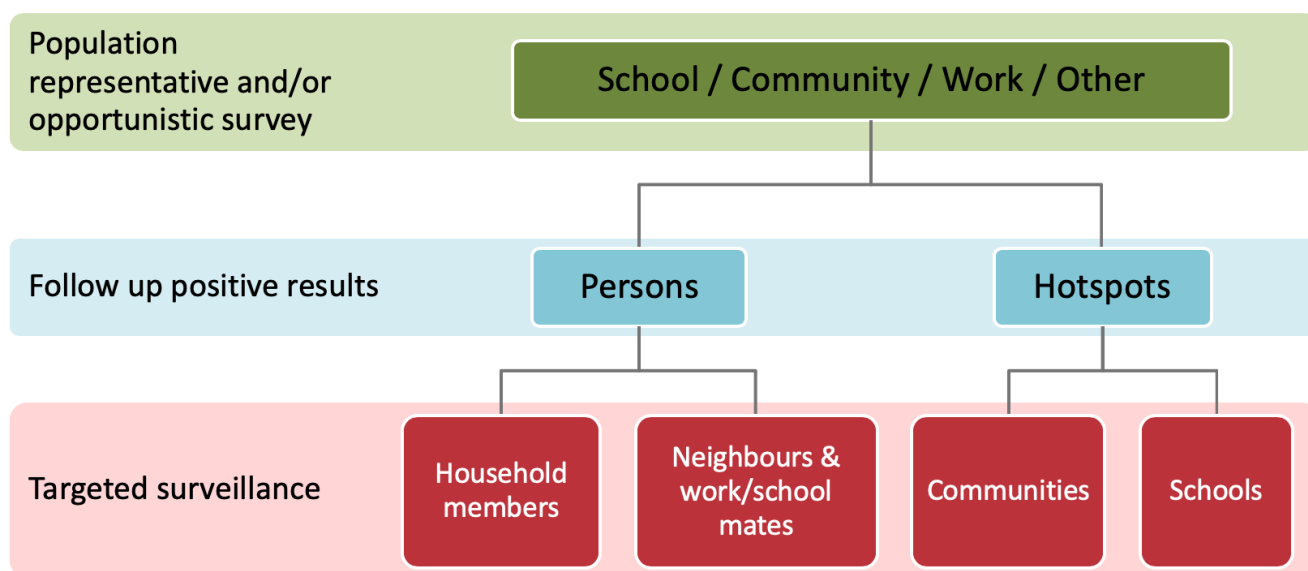 Population
representative and/or
opportunistic survey
School / Community / Work / Other
Follow up positive results
Persons
Hotspots
Targeted surveillance
Household
members
Neighbours &
work/school
mates
Communities
Schools